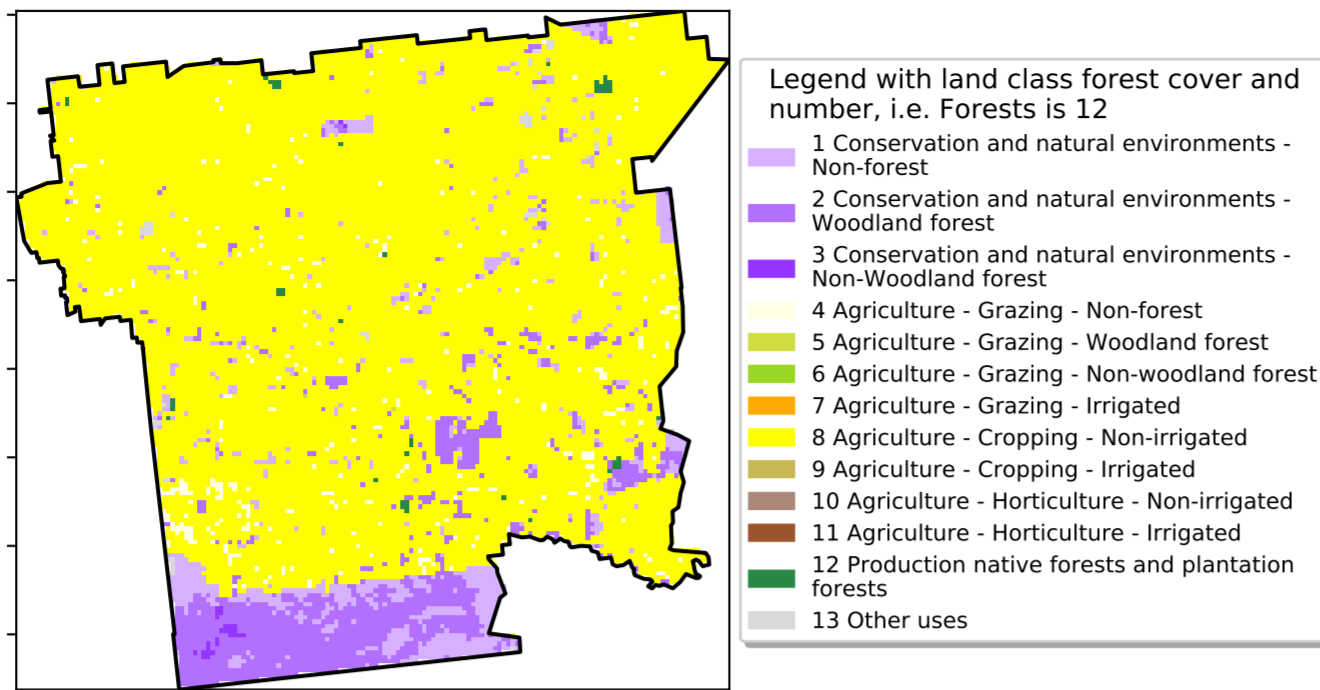 Legend with land class forest cover and
number, i.e. Forests is 12
1 Conservation and natural environments -
Non-forest
2 Conservation and natural environments -
Woodland forest
3 Conservation and natural environments -
Non-Woodland forest
4 Agriculture - Grazing - Non-forest
5 Agriculture - Grazing - Woodland forest
6 Agriculture - Grazing - Non-woodland forest
7 Agriculture - Grazing - Irrigated
8 Agriculture - Cropping - Non-irrigated
9 Agriculture - Cropping - Irrigated
10 Agriculture - Horticulture - Non-irrigated
11 Agriculture - Horticulture - Irrigated
12 Production native forests and plantation
forests
13 Other uses